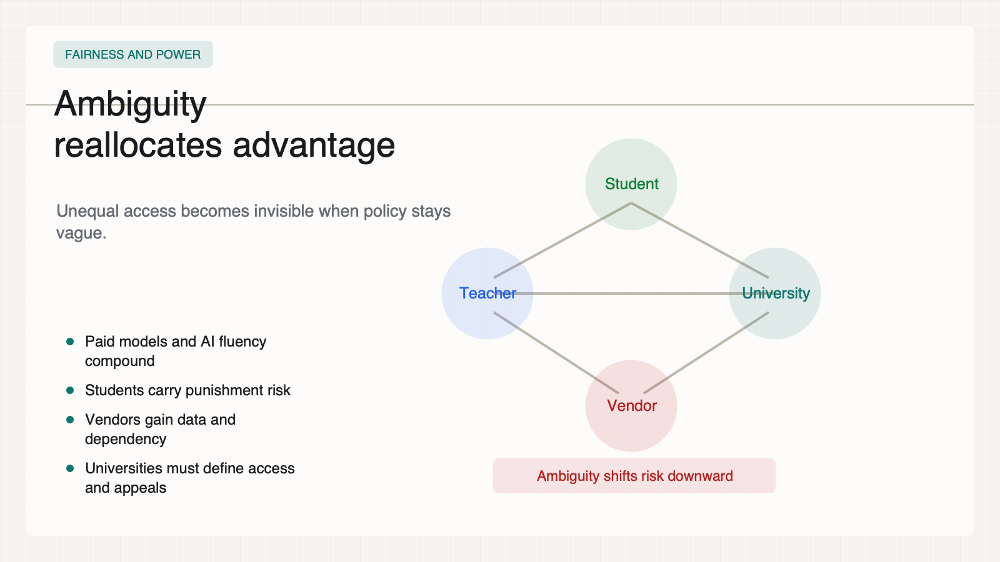 FAIRNESS AND POWER
Ambiguity
reallocates advantage
Unequal access becomes invisible when policy stays
vague.
Paid models and AI fluency
compound
Students carry punishment risk
Vendors gain data and
dependency
Universities must define access
and appeals
Student
Teacher
University
Vendor
Ambiguity shifts risk downward